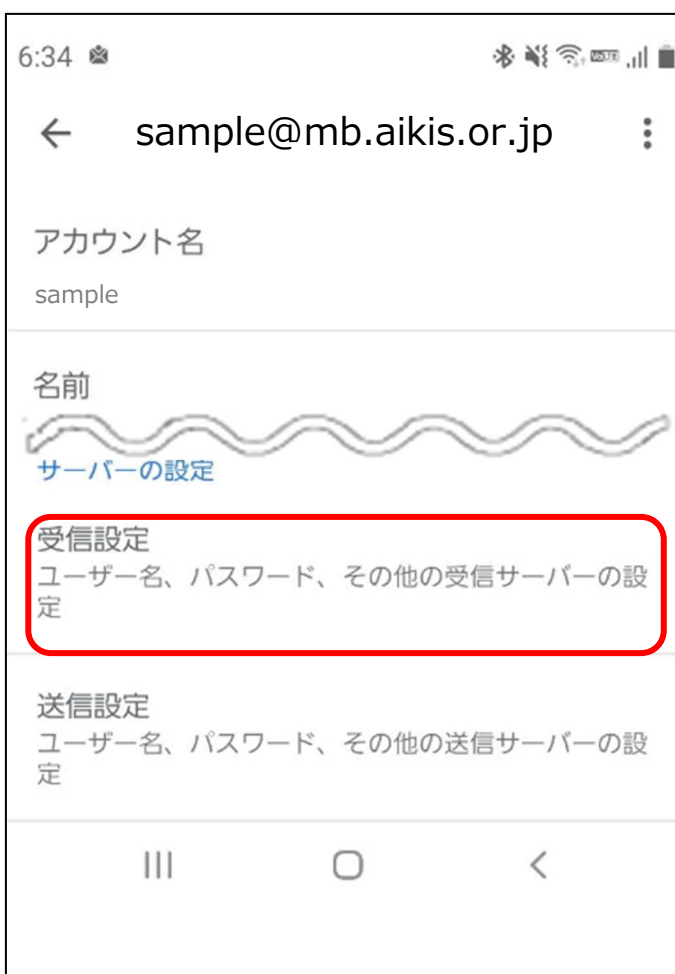 6:34
sample@mb.aikis.or.jp
アカウント名
sample
名前
サーバーの設定
受信設定
ユーザー名、パスワード、その他の受信サーバーの設
定
送信設定
ユーザー名、パスワード、その他の送信サーバーの設
定